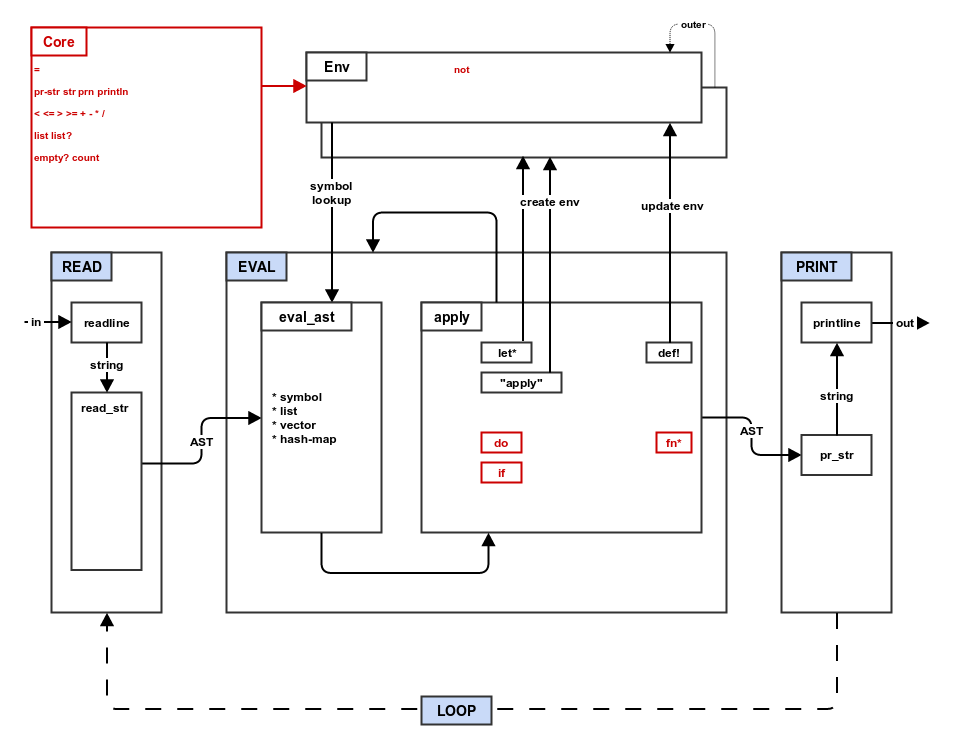 outer
Core
Env
=
not
pr-str str prn println
< <= > >= + - * /
list list?
empty? count
symbol
lookup
create env
update env
READ
EVAL
PRINT
- in
readline
eval_ast
apply
printline
out
let*
def!
string
"apply"
read_str
* symbol
* list
* vector
* hash-map
string
AST
AST
do
fn*
pr_str
if
LOOP